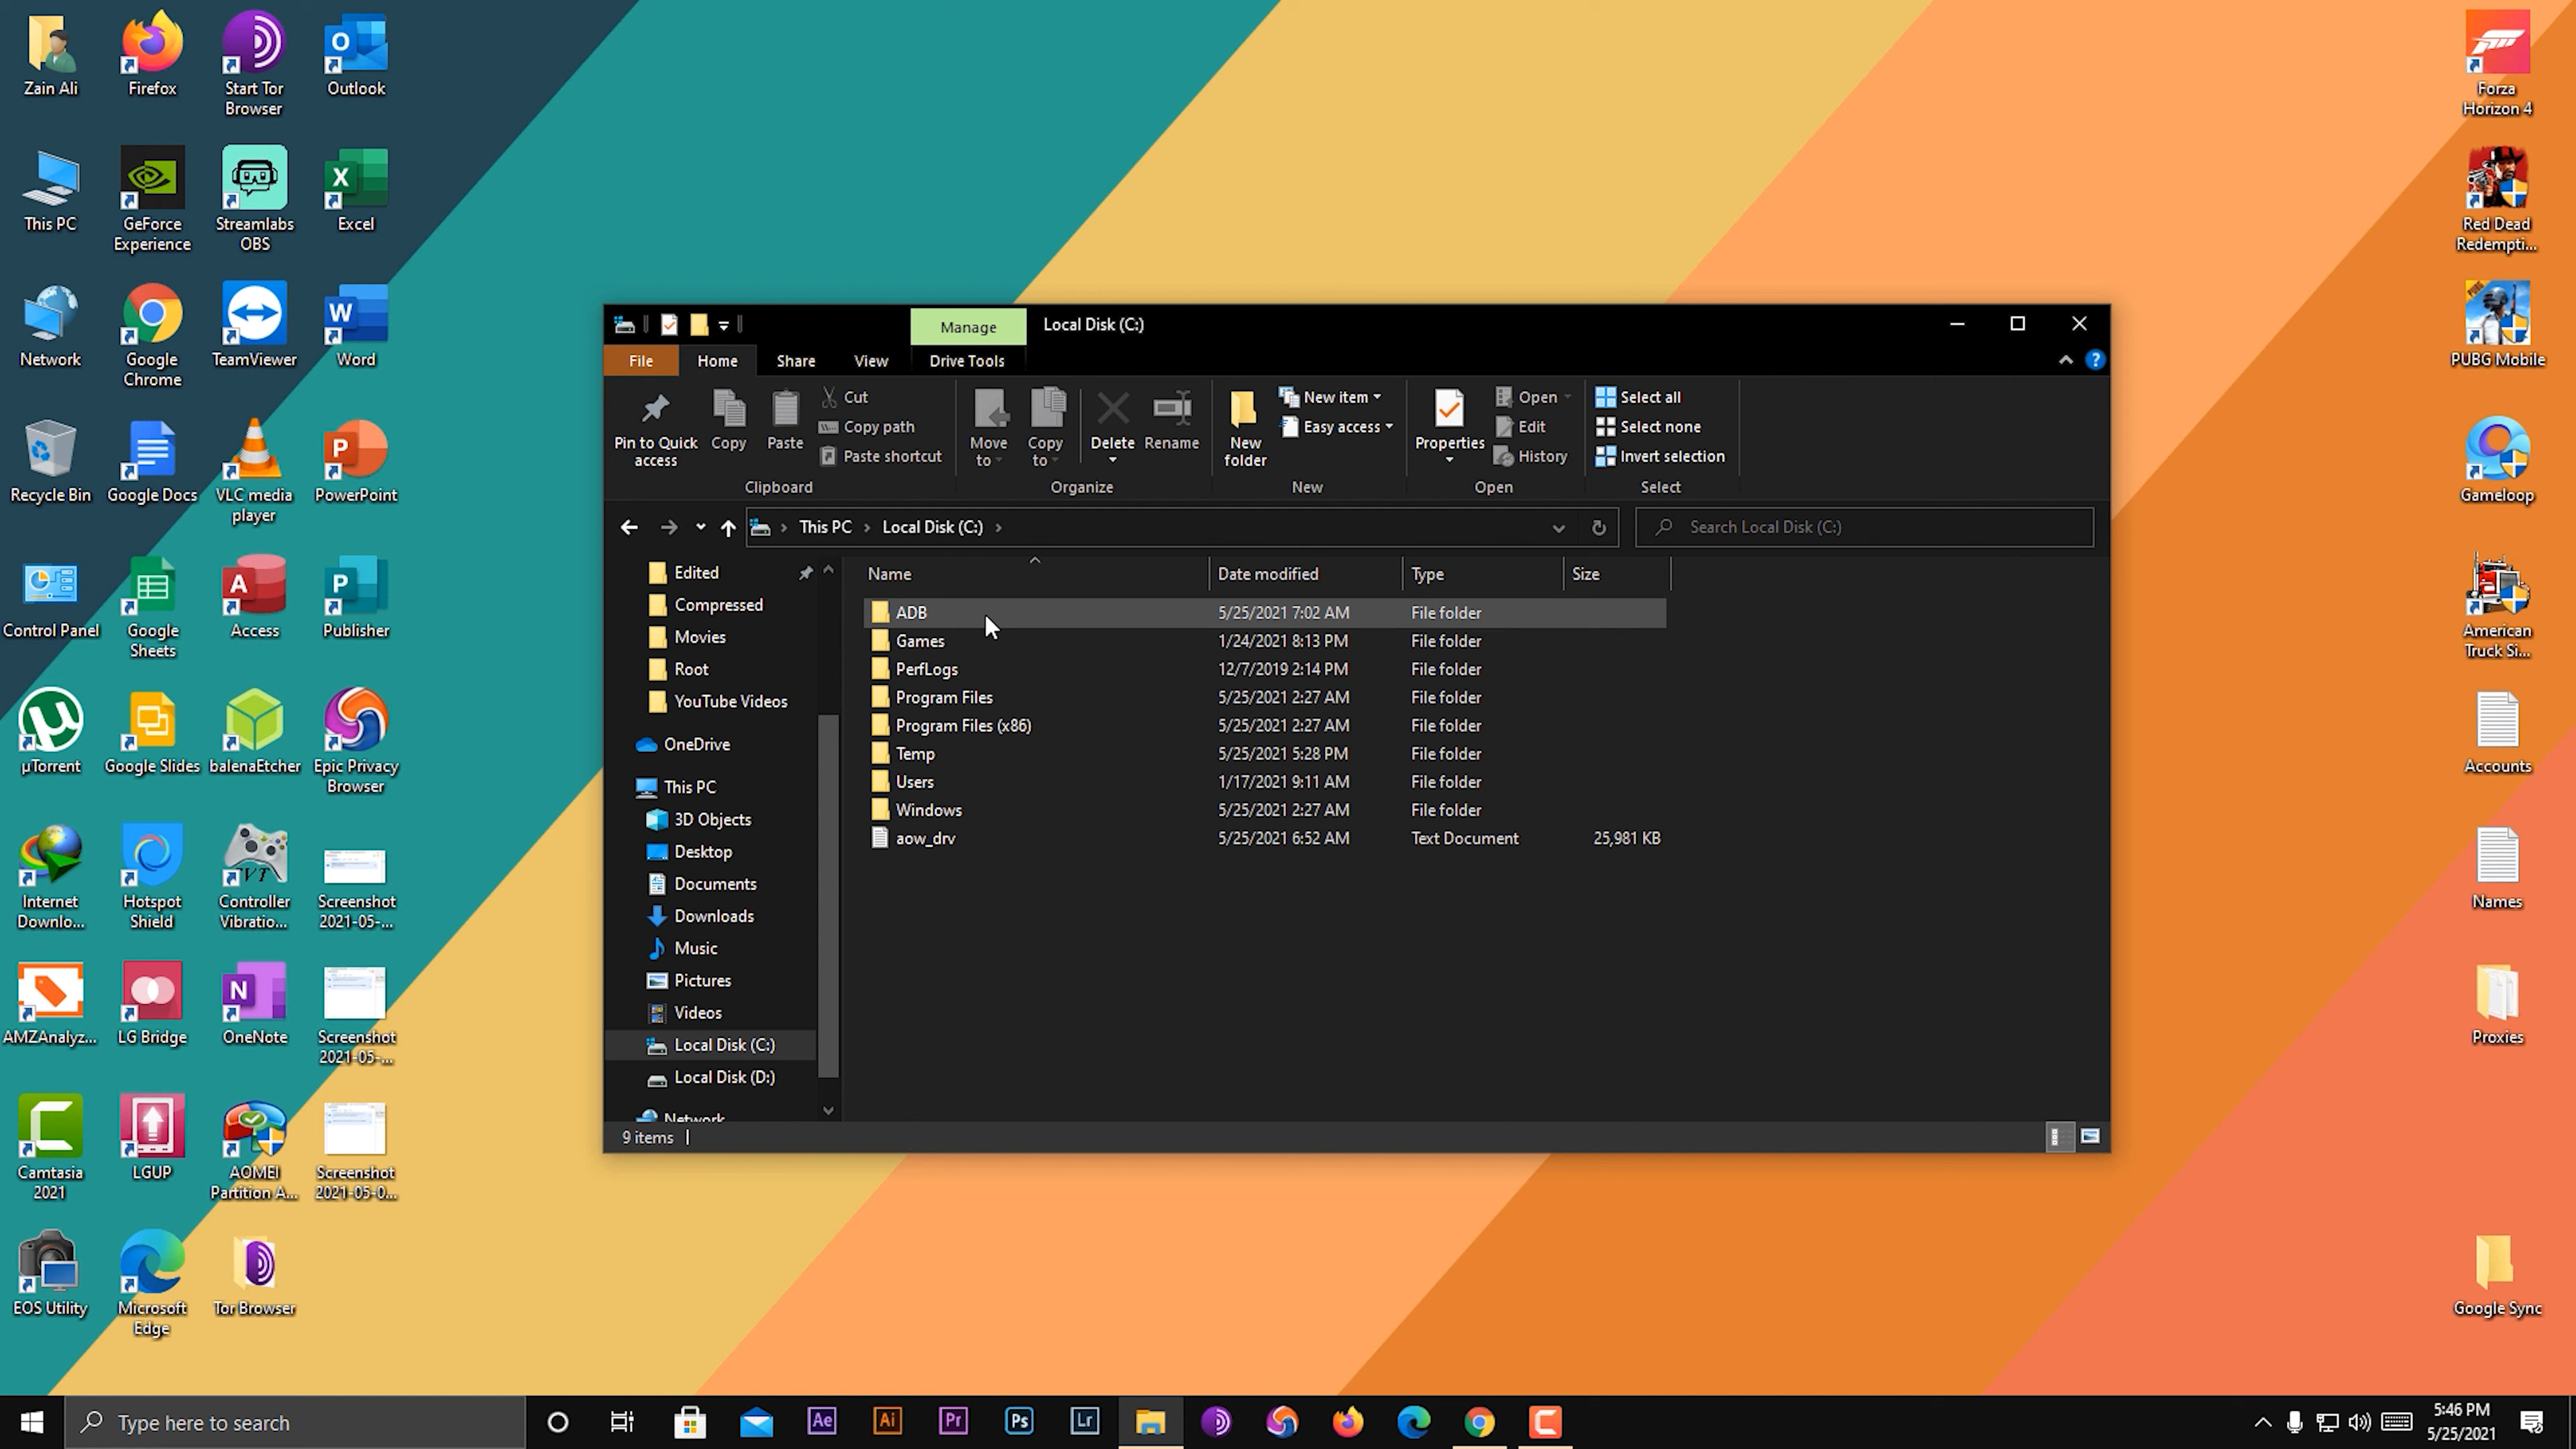 Zain Ali
Firefox
Start Tor
Browser
Outlook
This PC
GeForce
Experience
Streamlabs
OBS
Excel
Network
Google
Chrome
TeamViewer
Word
Recycle Bin
Google Docs
VLC media
player
PowerPoint
Control Panel
Google
Sheets
Access
Publisher
µTorrent
Google Slides
balenaEtcher
Epic Privacy
Browser
Internet
Downlo...
Hotspot
Shield
Controller
Vibratio...
Screenshot
2021-05-...
AMZAnalyz...
LG Bridge
OneNote
Screenshot
2021-05-...
Camtasia
2021
LGUP
AOMEI
Partition A...
Screenshot
2021-05-0...
EOS Utility
Microsoft
Edge
Tor Browser
Manage
Local Disk (C:)
File
Home
Share
View
Drive Tools
Pin to Quick
access
Copy
Paste
Cut
Copy path
Paste shortcut
Clipboard
Move
to
Copy
to
Delete
Rename
Organize
New
folder
New item
Easy access
New
Properties
Open
Edit
History
Open
Select all
Select none
Invert selection
Select
This PC
Local Disk (C:)
Search Local Disk (C:)
Edited
Compressed
Movies
Root
YouTube Videos
OneDrive
This PC
3D Objects
Desktop
Documents
Downloads
Music
Pictures
Videos
Local Disk (C:)
Local Disk (D:)
Network
Name Date modified Type Size
ADB 5/25/2021 7:02 AM File folder
Games 1/24/2021 8:13 PM File folder
PerfLogs 12/7/2019 2:14 PM File folder
Program Files 5/25/2021 2:27 AM File folder
Program Files (x86) 5/25/2021 2:27 AM File folder
Temp 5/25/2021 5:28 PM File folder
Users 1/17/2021 9:11 AM File folder
Windows 5/25/2021 2:27 AM File folder
aow_drv 5/25/2021 6:52 AM Text Document 25,981 KB
9 items
Forza
Horizon 4
Red Dead
Redempti...
PUBG Mobile
Gameloop
American
Truck Si...
Accounts
Names
Proxies
Google Sync
Type here to search
Ae
Ai
Pr
Ps
Lr
5:46 PM
5/25/2021